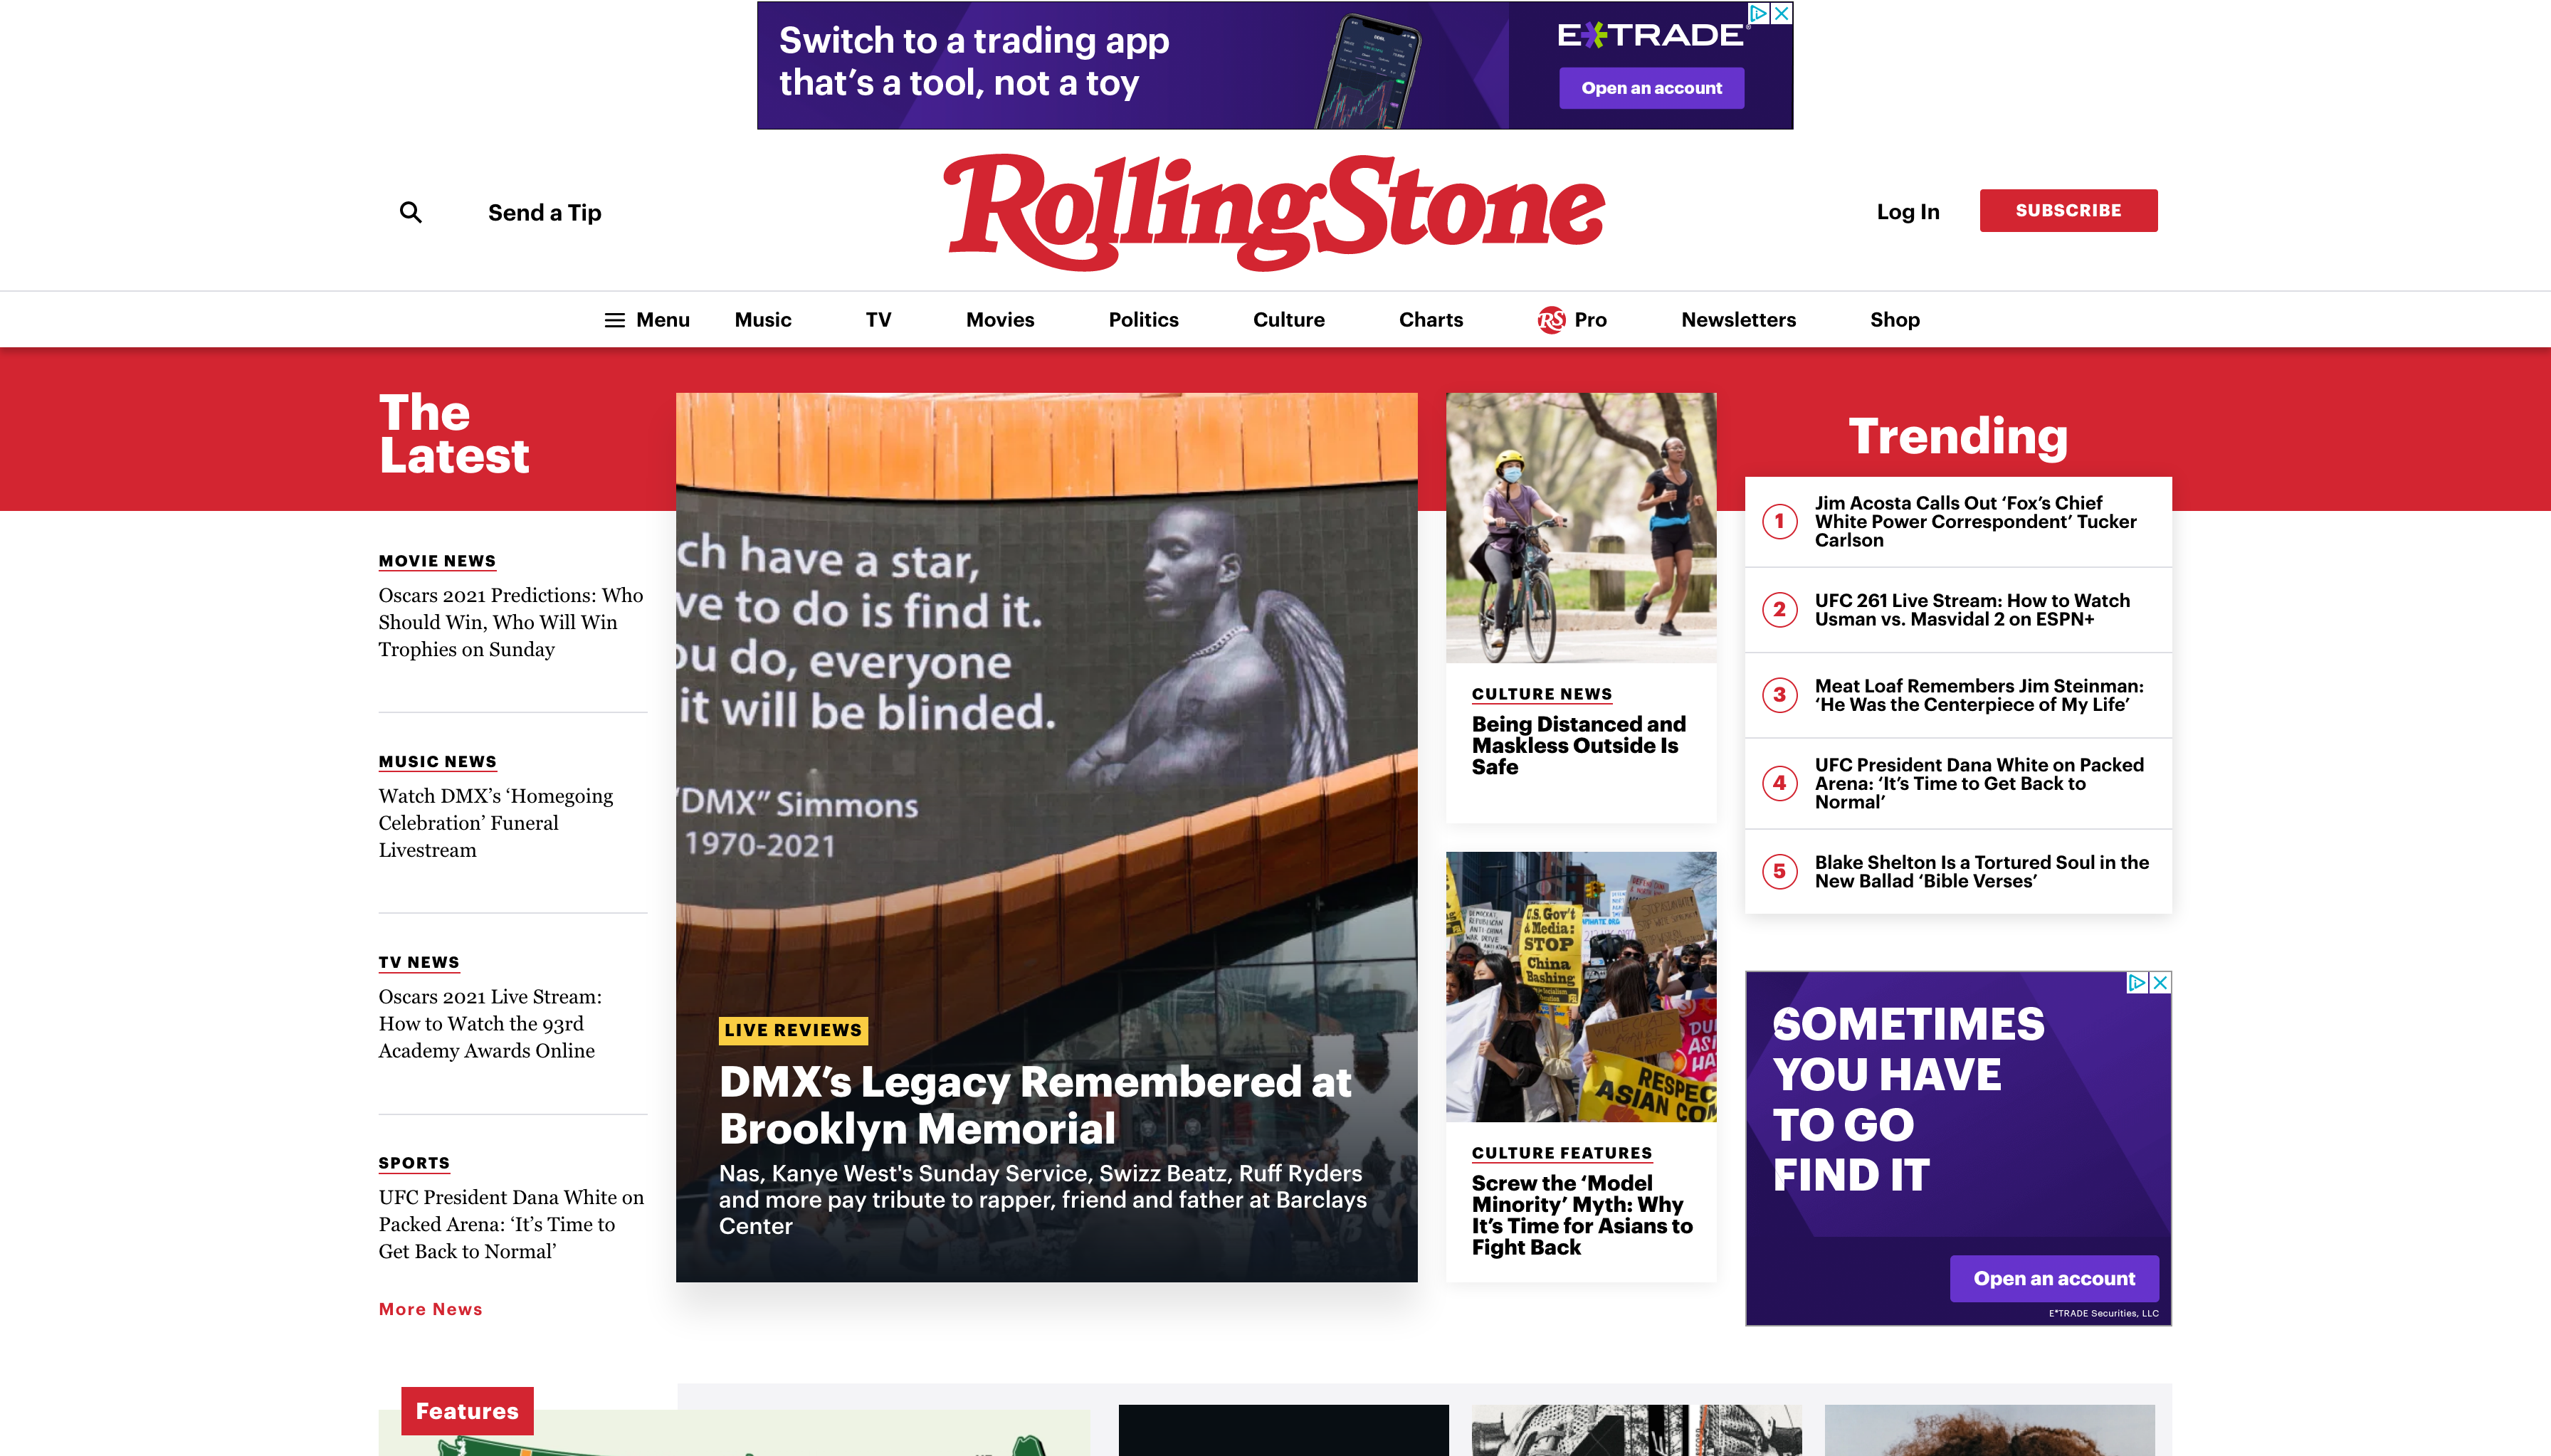 Switch to a trading app
that's a tool, not a toy
E*TRADE
Open an account
Send a Tip
RollingStone
Log In
SUBSCRIBE
Menu
Music
TV
Movies
Politics
Culture
Charts
RS Pro
Newsletters
Shop
The
Latest
MOVIE NEWS
Oscars 2021 Predictions: Who
Should Win, Who Will Win
Trophies on Sunday
MUSIC NEWS
Watch DMX's ‘Homegoing
Celebration’ Funeral
Livestream
TV NEWS
Oscars 2021 Live Stream:
How to Watch the 93rd
Academy Awards Online
SPORTS
UFC President Dana White on
Packed Arena: ‘It’s Time to
Get Back to Normal’
More News
ch have a star,
ve to do is find it.
ou do, everyone
it will be blinded.
"DMX" Simmons
1970-2021
LIVE REVIEWS
DMX’s Legacy Remembered at
Brooklyn Memorial
Nas, Kanye West's Sunday Service, Swizz Beatz, Ruff Ryders
and more pay tribute to rapper, friend and father at Barclays
Center
CULTURE NEWS
Being Distanced and
Maskless Outside Is
Safe
U.S. Gov't
& Media:
STOP
China
Bashing
RESPEC
ASIAN COM
CULTURE FEATURES
Screw the ‘Model
Minority’ Myth: Why
It’s Time for Asians to
Fight Back
Trending
1
Jim Acosta Calls Out ‘Fox’s Chief
White Power Correspondent’ Tucker
Carlson
2
UFC 261 Live Stream: How to Watch
Usman vs. Masvidal 2 on ESPN+
3
Meat Loaf Remembers Jim Steinman:
‘He Was the Centerpiece of My Life’
4
UFC President Dana White on Packed
Arena: ‘It’s Time to Get Back to
Normal’
5
Blake Shelton Is a Tortured Soul in the
New Ballad ‘Bible Verses’
SOMETIMES
YOU HAVE
TO GO
FIND IT
Open an account
E*TRADE Securities, LLC
Features